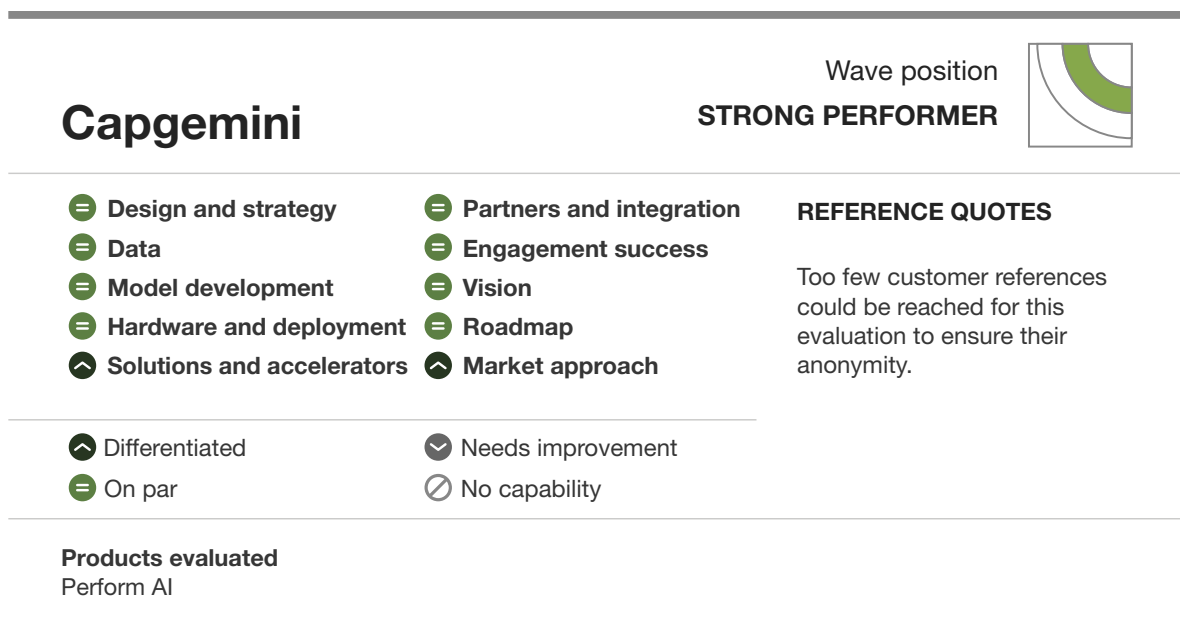 Capgemini
Wave position
STRONG PERFORMER
Design and strategy
Data
Model development
Hardware and deployment
Solutions and accelerators
Partners and integration
Engagement success
Vision
Roadmap
Market approach
REFERENCE QUOTES
Too few customer references
could be reached for this
evaluation to ensure their
anonymity.
Differentiated
On par
Needs improvement
No capability
Products evaluated
Perform AI